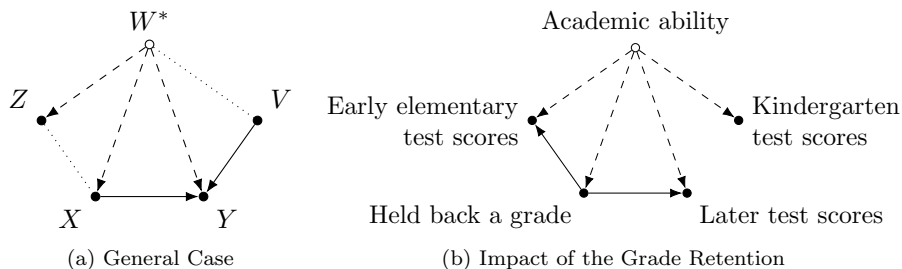 W*
Z
V
X
Y
(a) General Case
Academic ability
Early elementary
test scores
Kindergarten
test scores
Held back a grade
Later test scores
(b) Impact of the Grade Retention